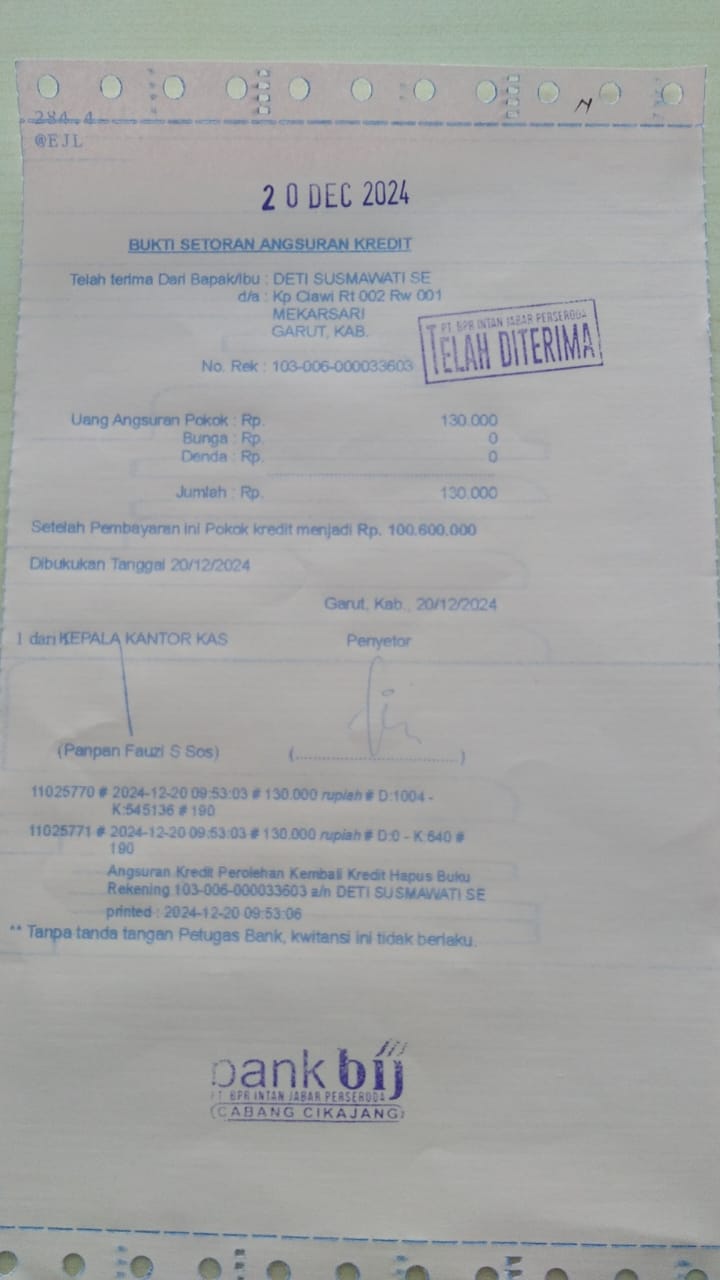 284.4
@EJL
20 DEC 2024
BUKTI SETORAN ANGSURAN KREDIT
Telah terima Dari Bapak/Ibu : DETI SUSMAWATI SE
d/a : Kp Ciawi Rt 002 Rw 001
MEKARSARI
GARUT, KAB.
PT. BPR INTAN JABAR PERSERODA
TELAH DITERIMA
No. Rek : 103-006-000033603
Uang Angsuran Pokok : Rp. 130.000
Bunga : Rp. 0
Denda : Rp. 0
Jumlah : Rp. 130.000
Setelah Pembayaran ini Pokok kredit menjadi Rp. 100.600.000
Dibukukan Tanggal 20/12/2024
Garut, Kab., 20/12/2024
1 dari KEPALA KANTOR KAS Penyetor
(Panpan Fauzi S Sos) (..............................)
11025770 # 2024-12-20 09:53:03 # 130.000 rupiah # D:1004 -
K:545136 # 190
11025771 # 2024-12-20 09:53:03 # 130.000 rupiah # D:0 - K:640 #
190
Angsuran Kredit Perolehan Kembali Kredit Hapus Buku
Rekening 103-006-000033603 a/n DETI SUSMAWATI SE
printed : 2024-12-20 09:53:06
** Tanpa tanda tangan Petugas Bank, kwitansi ini tidak berlaku.
bank bij
PT. BPR INTAN JABAR PERSERODA
(CABANG CIKAJANG)